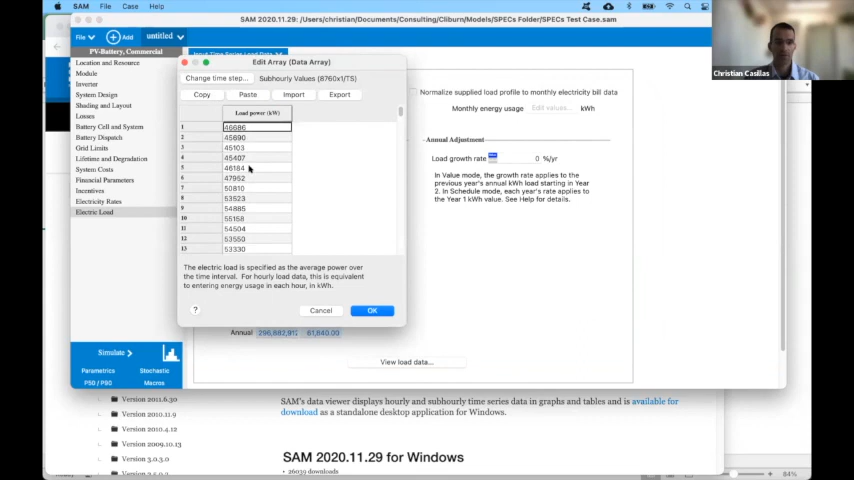 SAM File Case Help
SAM 2020.11.29: /Users/christian/Documents/Consulting/Cliburn/Models/SPECs Folder/SPECs Test Case.sam
File Add untitled
PV-Battery, Commercial
Location and Resource
Module
Inverter
System Design
Shading and Layout
Losses
Battery Cell and System
Battery Dispatch
Grid Limits
Lifetime and Degradation
System Costs
Financial Parameters
Incentives
Electricity Rates
Electric Load
Simulate >
Parametrics Stochastic
P50 / P90 Macros
Input Time Series Load Data
Edit Array (Data Array)
Change time step... Subhourly Values (8760x1/TS)
Copy Paste Import Export
Load power (kW)
1 46686
2 45690
3 45103
4 45407
5 46184
6 47952
7 50810
8 53523
9 54885
10 55158
11 54504
12 53550
13 53330
The electric load is specified as the average power over
the time interval. For hourly load data, this is equivalent
to entering energy usage in each hour, in kWh.
? Cancel OK
Normalize supplied load profile to monthly electricity bill data
Monthly energy usage Edit values... kWh
Annual Adjustment
Load growth rate 0 %/yr
In Value mode, the growth rate applies to the
previous year's annual kWh load starting in Year
2. In Schedule mode, each year's rate applies to
the Year 1 kWh value. See Help for details.
Annual 61,640.00
View load data...
Christian Casillas
Version 2011.6.30
Version 2010.11.9
Version 2010.4.12
Version 2009.10.13
Version 3.0.3.0
SAM's data viewer displays hourly and subhourly time series data in graphs and tables and is available for
download as a standalone desktop application for Windows.
SAM 2020.11.29 for Windows
26039 downloads
84%